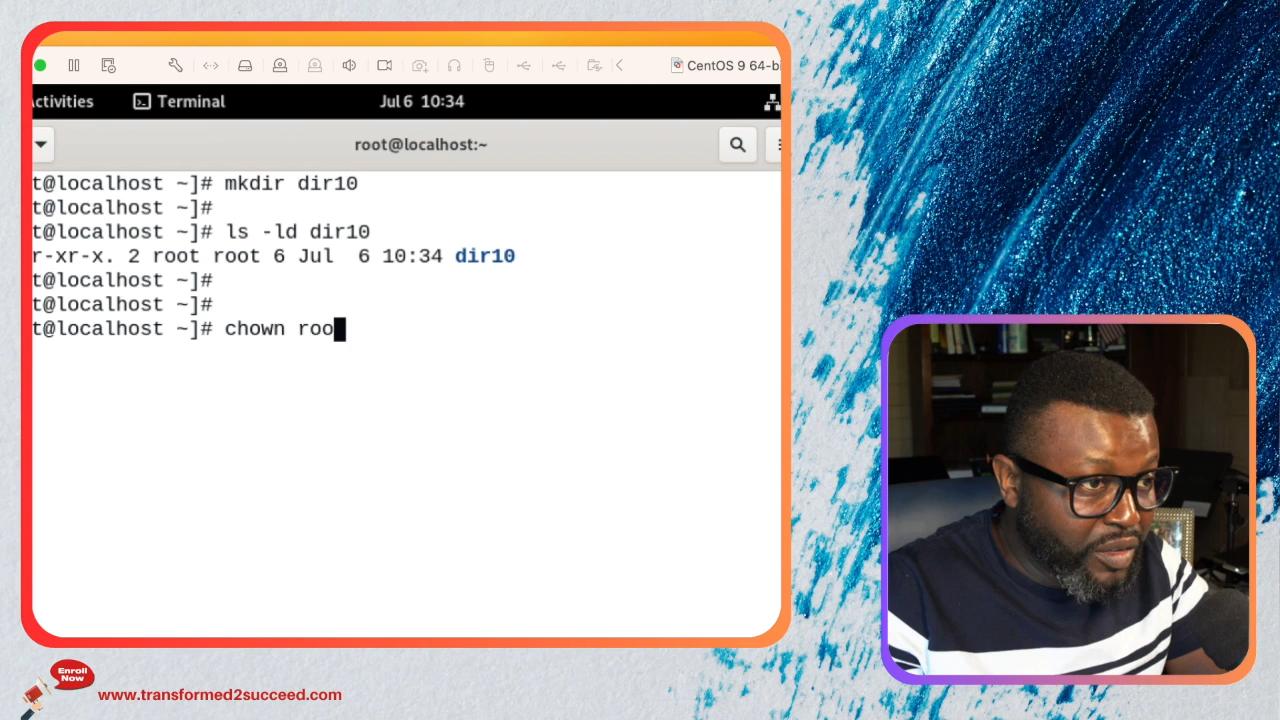 CentOS 9 64-bi
ctivities
Terminal
Jul 6 10:34
root@localhost:~
t@localhost ~]# mkdir dir10
t@localhost ~]#
t@localhost ~]# ls -ld dir10
r-xr-x. 2 root root 6 Jul  6 10:34 dir10
t@localhost ~]#
t@localhost ~]#
t@localhost ~]# chown roo
Enroll
Now
www.transformed2succeed.com